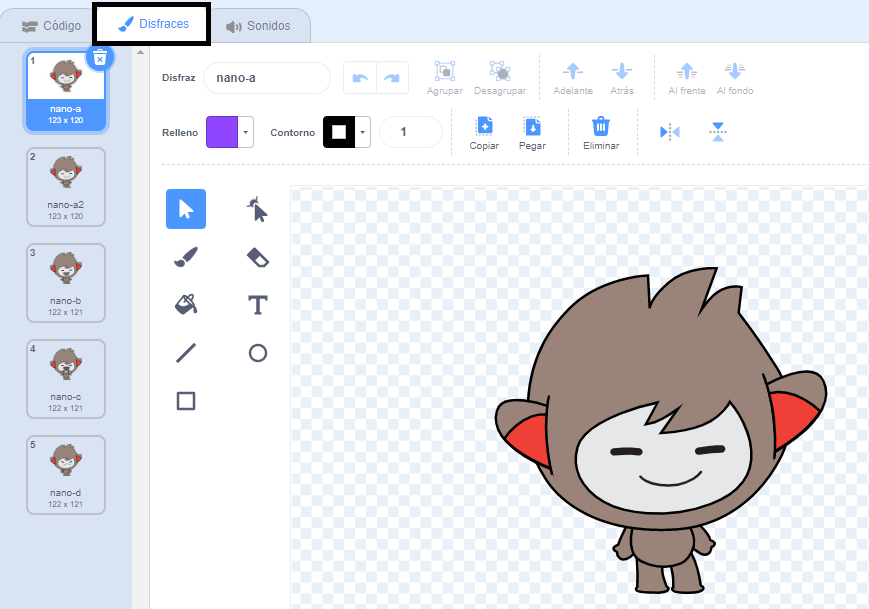 Código
Disfraces
Sonidos
1
nano-a
123 x 120
2
nano-a2
123 x 120
3
nano-b
122 x 121
4
nano-c
122 x 121
5
nano-d
122 x 121
Disfraz nano-a
Agrupar Desagrupar Adelante Atrás Al frente Al fondo
Relleno Contorno 1
Copiar Pegar Eliminar
T